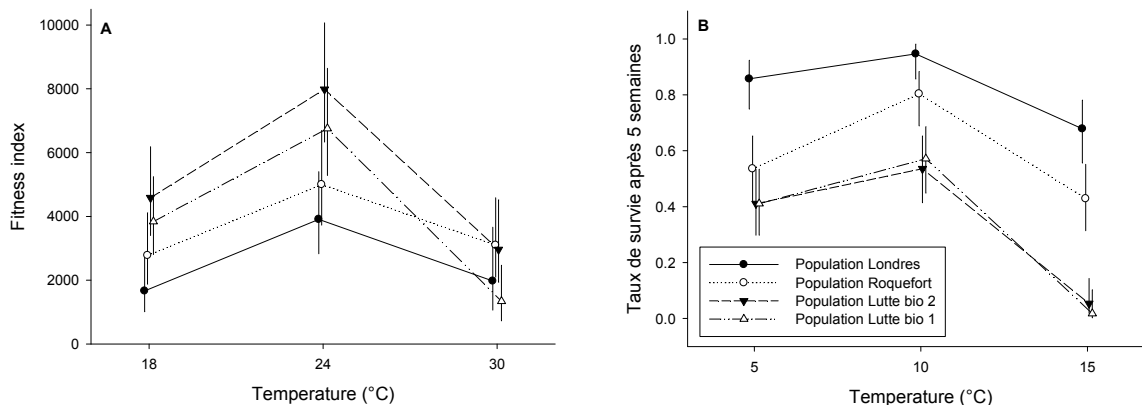 A
Fitness index
10000
8000
6000
4000
2000
0
18
24
30
Temperature (°C)
B
Taux de survie après 5 semaines
1.0
0.8
0.6
0.4
0.2
0.0
Population Londres
Population Roquefort
Population Lutte bio 2
Population Lutte bio 1
5
10
15
Temperature (°C)